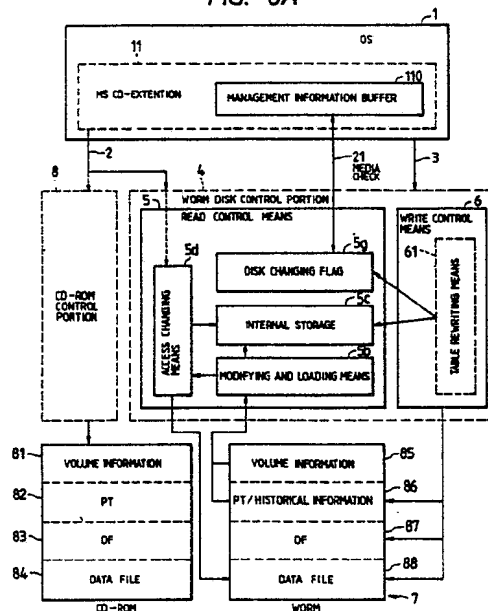 FIG. 6A
1
OS
11
MS CD-EXTENTION
110
MANAGEMENT INFORMATION BUFFER
2
21
MEDIA CHECK
3
8
CD-ROM CONTROL PORTION
4
WORM DISK CONTROL PORTION
5
READ CONTROL MEANS
6
WRITE CONTROL MEANS
61
TABLE REWRITING MEANS
5d
ACCESS CHANGING MEANS
5g
DISK CHANGING FLAG
5c
INTERNAL STORAGE
5b
MODIFYING AND LOADING MEANS
81
VOLUME INFORMATION
82
PT
83
DF
84
DATA FILE
CD-ROM
VOLUME INFORMATION
85
PT/HISTORICAL INFORMATION
86
DF
87
DATA FILE
88
WORM
7